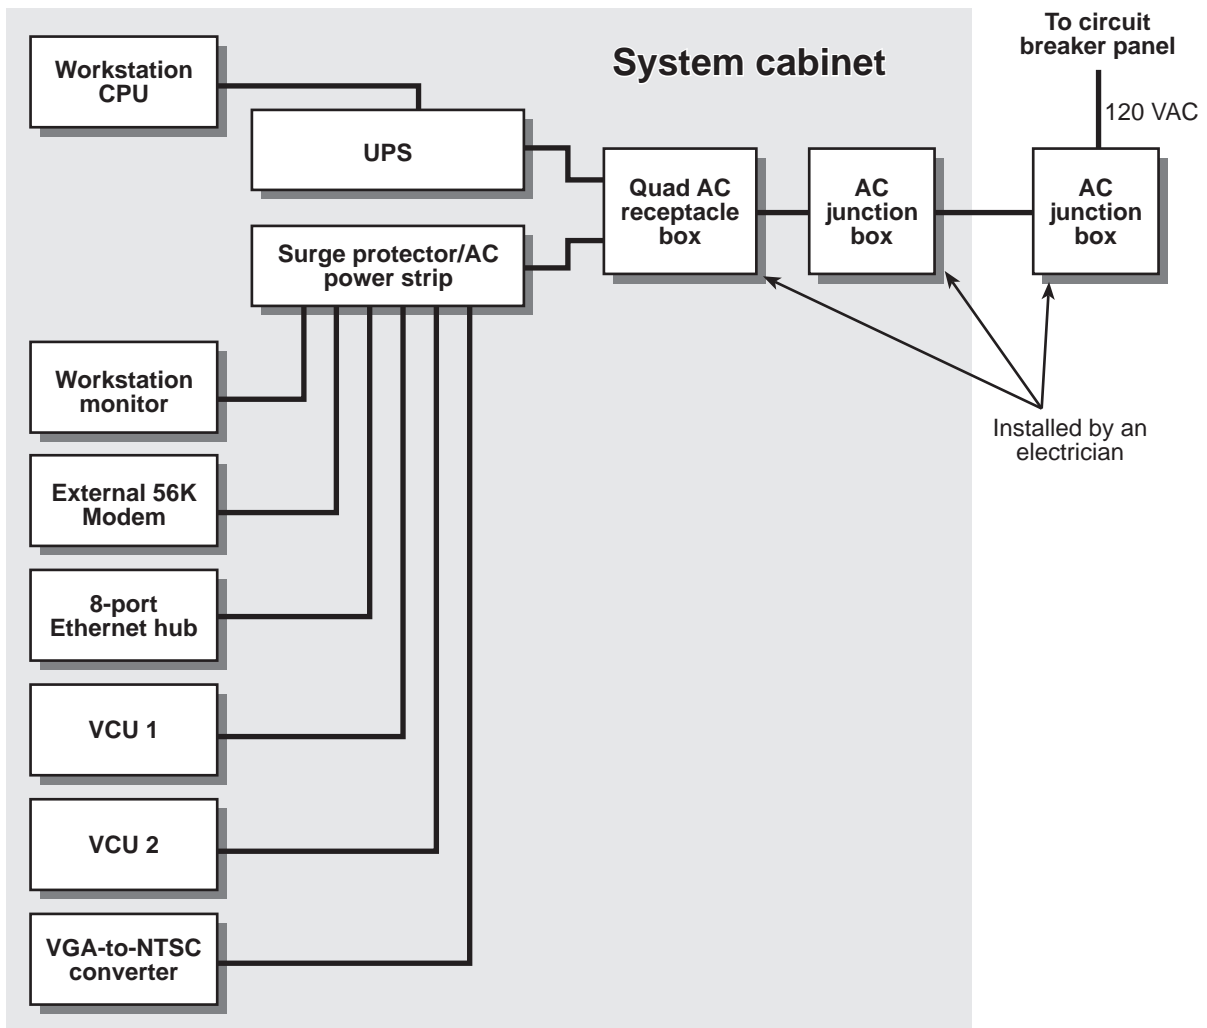 System cabinet
To circuit
breaker panel
120 VAC
Workstation
CPU
UPS
Quad AC
receptacle
box
AC
junction
box
AC
junction
box
Surge protector/AC
power strip
Workstation
monitor
Installed by an
electrician
External 56K
Modem
8-port
Ethernet hub
VCU 1
VCU 2
VGA-to-NTSC
converter